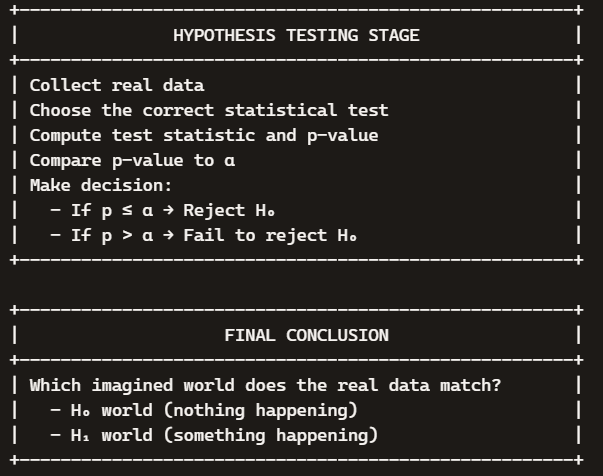 HYPOTHESIS TESTING STAGE
Collect real data
Choose the correct statistical test
Compute test statistic and p-value
Compare p-value to α
Make decision:
- If p ≤ α → Reject H₀
- If p > α → Fail to reject H₀
FINAL CONCLUSION
Which imagined world does the real data match?
- H₀ world (nothing happening)
- H₁ world (something happening)